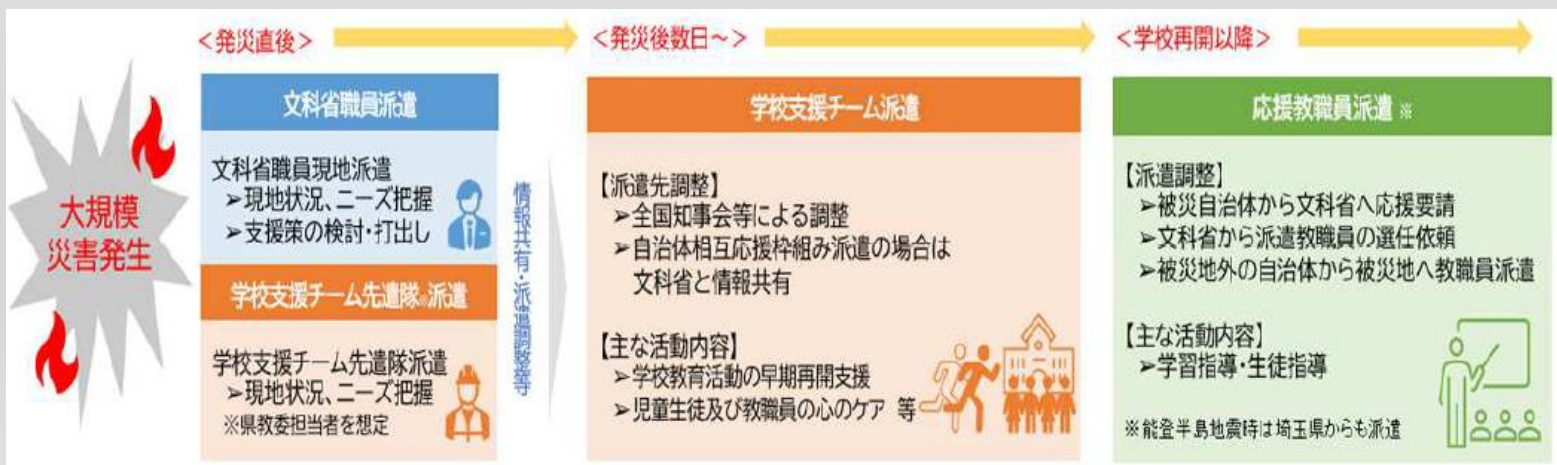 大規模
災害発生
＜発災直後＞
文科省職員派遣
文科省職員現地派遣
➢現地状況、ニーズ把握
➢支援策の検討・打出し
学校支援チーム先遣隊※派遣
学校支援チーム先遣隊派遣
➢現地状況、ニーズ把握
※県教委担当者を想定
情報共有・派遣調整等
＜発災後数日～＞
学校支援チーム派遣
【派遣先調整】
➢全国知事会等による調整
➢自治体相互応援枠組み派遣の場合は
文科省と情報共有
【主な活動内容】
➢学校教育活動の早期再開支援
➢児童生徒及び教職員の心のケア 等
＜学校再開以降＞
応援教職員派遣 ※
【派遣調整】
➢被災自治体から文科省へ応援要請
➢文科省から派遣教職員の選任依頼
➢被災地外の自治体から被災地へ教職員派遣
【主な活動内容】
➢学習指導・生徒指導
※能登半島地震時は埼玉県からも派遣